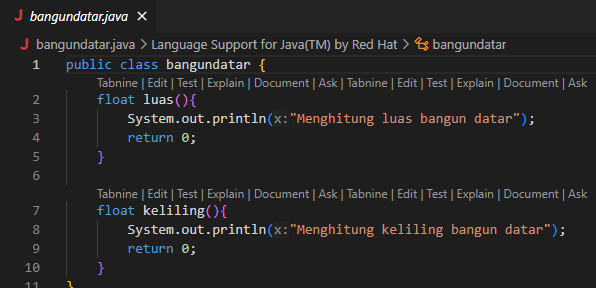 J bangundatar.java ×
J bangundatar.java > Language Support for Java(TM) by Red Hat > bangundatar
1 public class bangundatar {
Tabnine | Edit | Test | Explain | Document | Ask | Tabnine | Edit | Test | Explain | Document | Ask
2 float luas(){
3 System.out.println(x:"Menghitung luas bangun datar");
4 return 0;
5 }
6
Tabnine | Edit | Test | Explain | Document | Ask | Tabnine | Edit | Test | Explain | Document | Ask
7 float keliling(){
8 System.out.println(x:"Menghitung keliling bangun datar");
9 return 0;
10 }
11 }